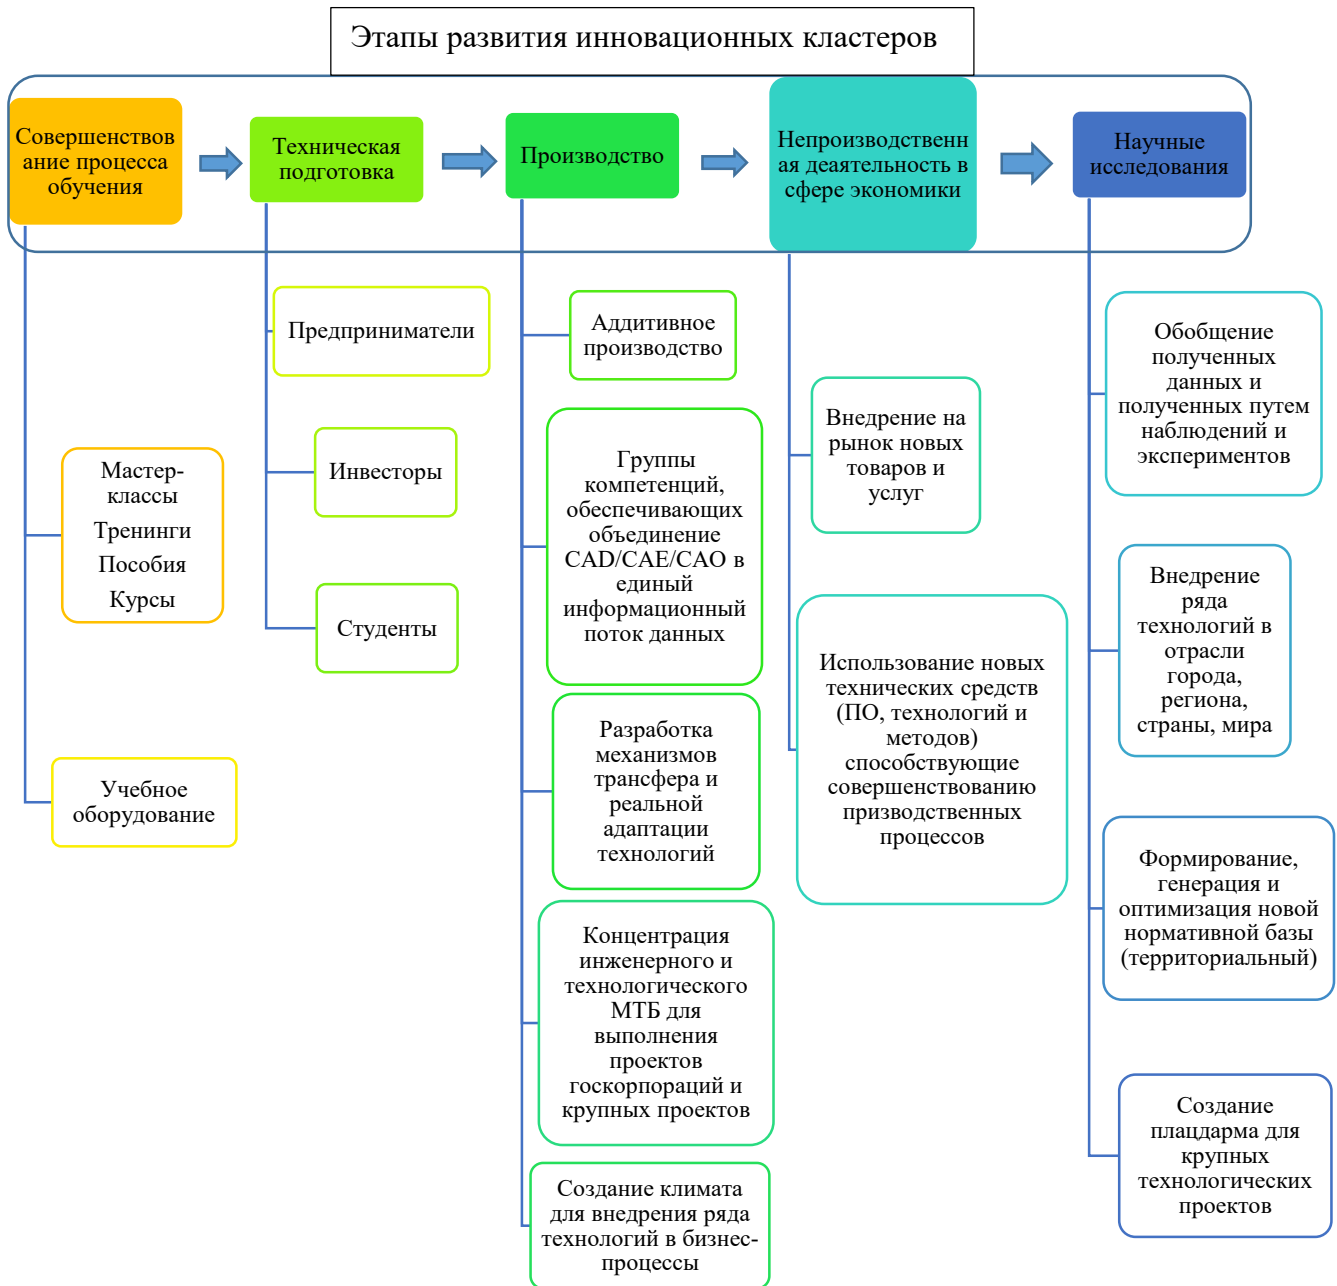 Этапы развития инновационных кластеров
Совершенствов
ание процесса
обучения
Техническая
подготовка
Производство
Непроизводственн
ая деаятельность в
сфере экономики
Научные
исследования
Мастер-
классы
Тренинги
Пособия
Курсы
Учебное
оборудование
Предприниматели
Инвесторы
Студенты
Аддитивное
производство
Группы
компетенций,
обеспечивающих
объединение
CAD/CAE/CAO в
единый
информационный
поток данных
Разработка
механизмов
трансфера и
реальной
адаптации
технологий
Концентрация
инженерного и
технологического
МТБ для
выполнения
проектов
госкорпораций и
крупных проектов
Создание климата
для внедрения ряда
технологий в бизнес-
процессы
Внедрение на
рынок новых
товаров и
услуг
Использование новых
технических средств
(ПО, технологий и
методов)
способствующие
совершенствованию
призводственных
процессов
Обобщение
полученных
данных и
полученных путем
наблюдений и
экспериментов
Внедрение
ряда
технологий в
отрасли
города,
региона,
страны, мира
Формирование,
генерация и
оптимизация новой
нормативной базы
(территориальный)
Создание
плацдарма для
крупных
технологических
проектов